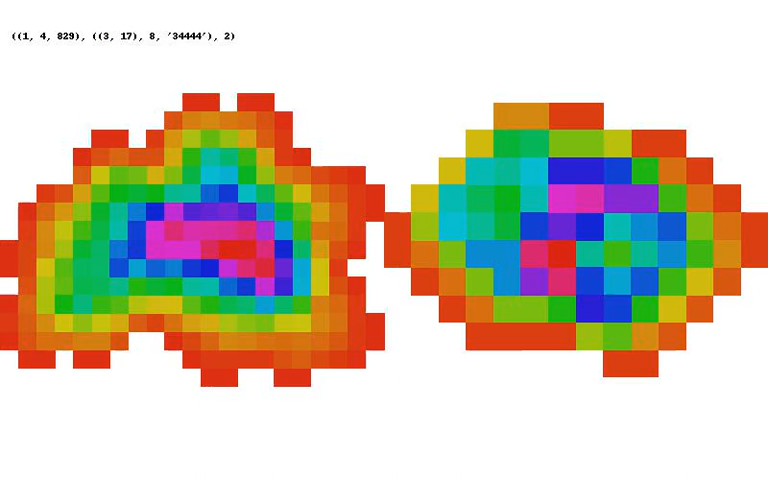 ((1, 4, 829), ((3, 17), 8, '34444'), 2)